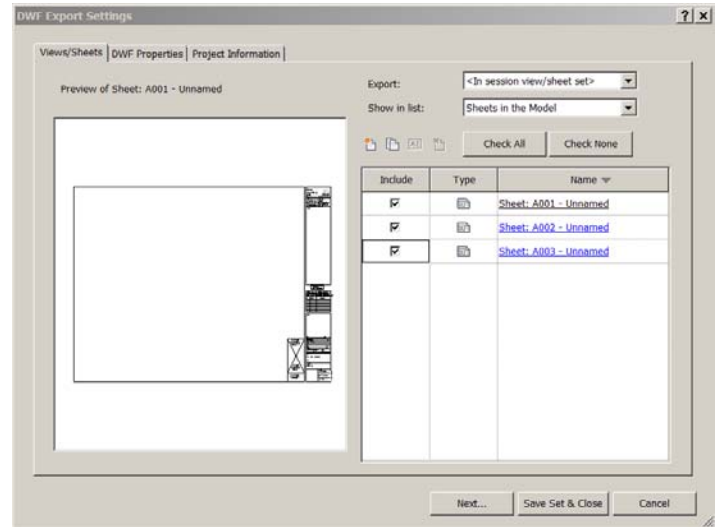 DWF Export Settings
Views/Sheets
DWF Properties
Project Information
Preview of Sheet: A001 - Unnamed
Export:
<In session view/sheet set>
Show in list:
Sheets in the Model
Check All
Check None
Include
Type
Name
Sheet: A001 - Unnamed
Sheet: A002 - Unnamed
Sheet: A003 - Unnamed
Next...
Save Set & Close
Cancel